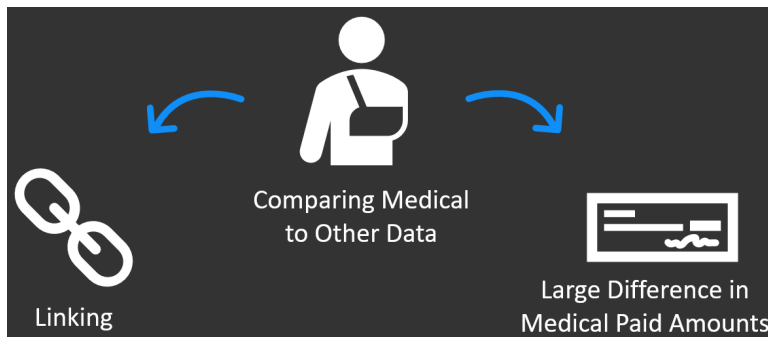 Comparing Medical
to Other Data
Linking
Large Difference in
Medical Paid Amounts